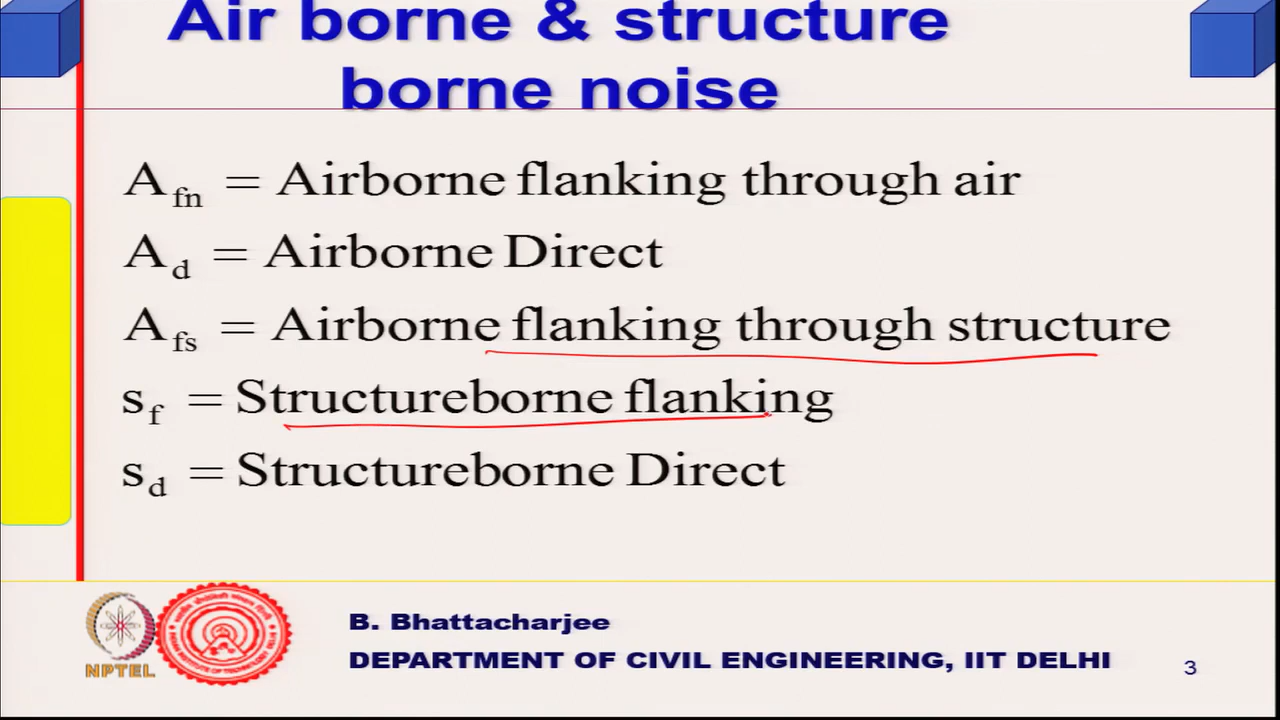 Air borne & structure
borne noise
A fn = Airborne flanking through air
A d = Airborne Direct
A fs = Airborne flanking through structure
s f = Structureborne flanking
s d = Structureborne Direct
NPTEL
B. Bhattacharjee
DEPARTMENT OF CIVIL ENGINEERING, IIT DELHI
3